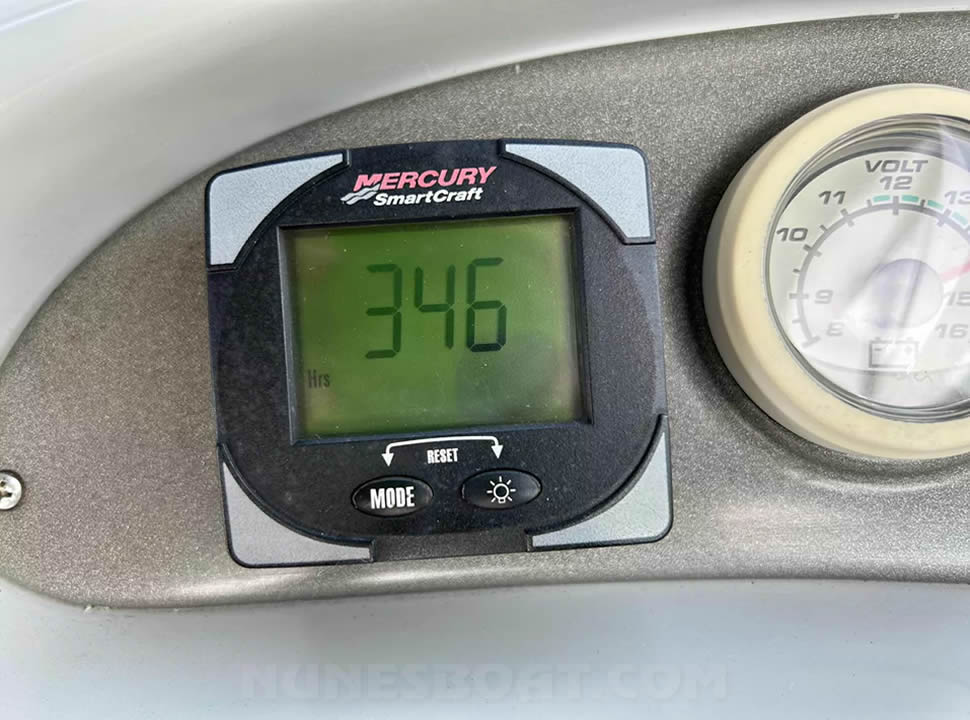 MERCURY
SmartCraft
346
Hrs
RESET
MODE
VOLT
8
9
10
11
12
13
15
16
NUNESBOAT.COM